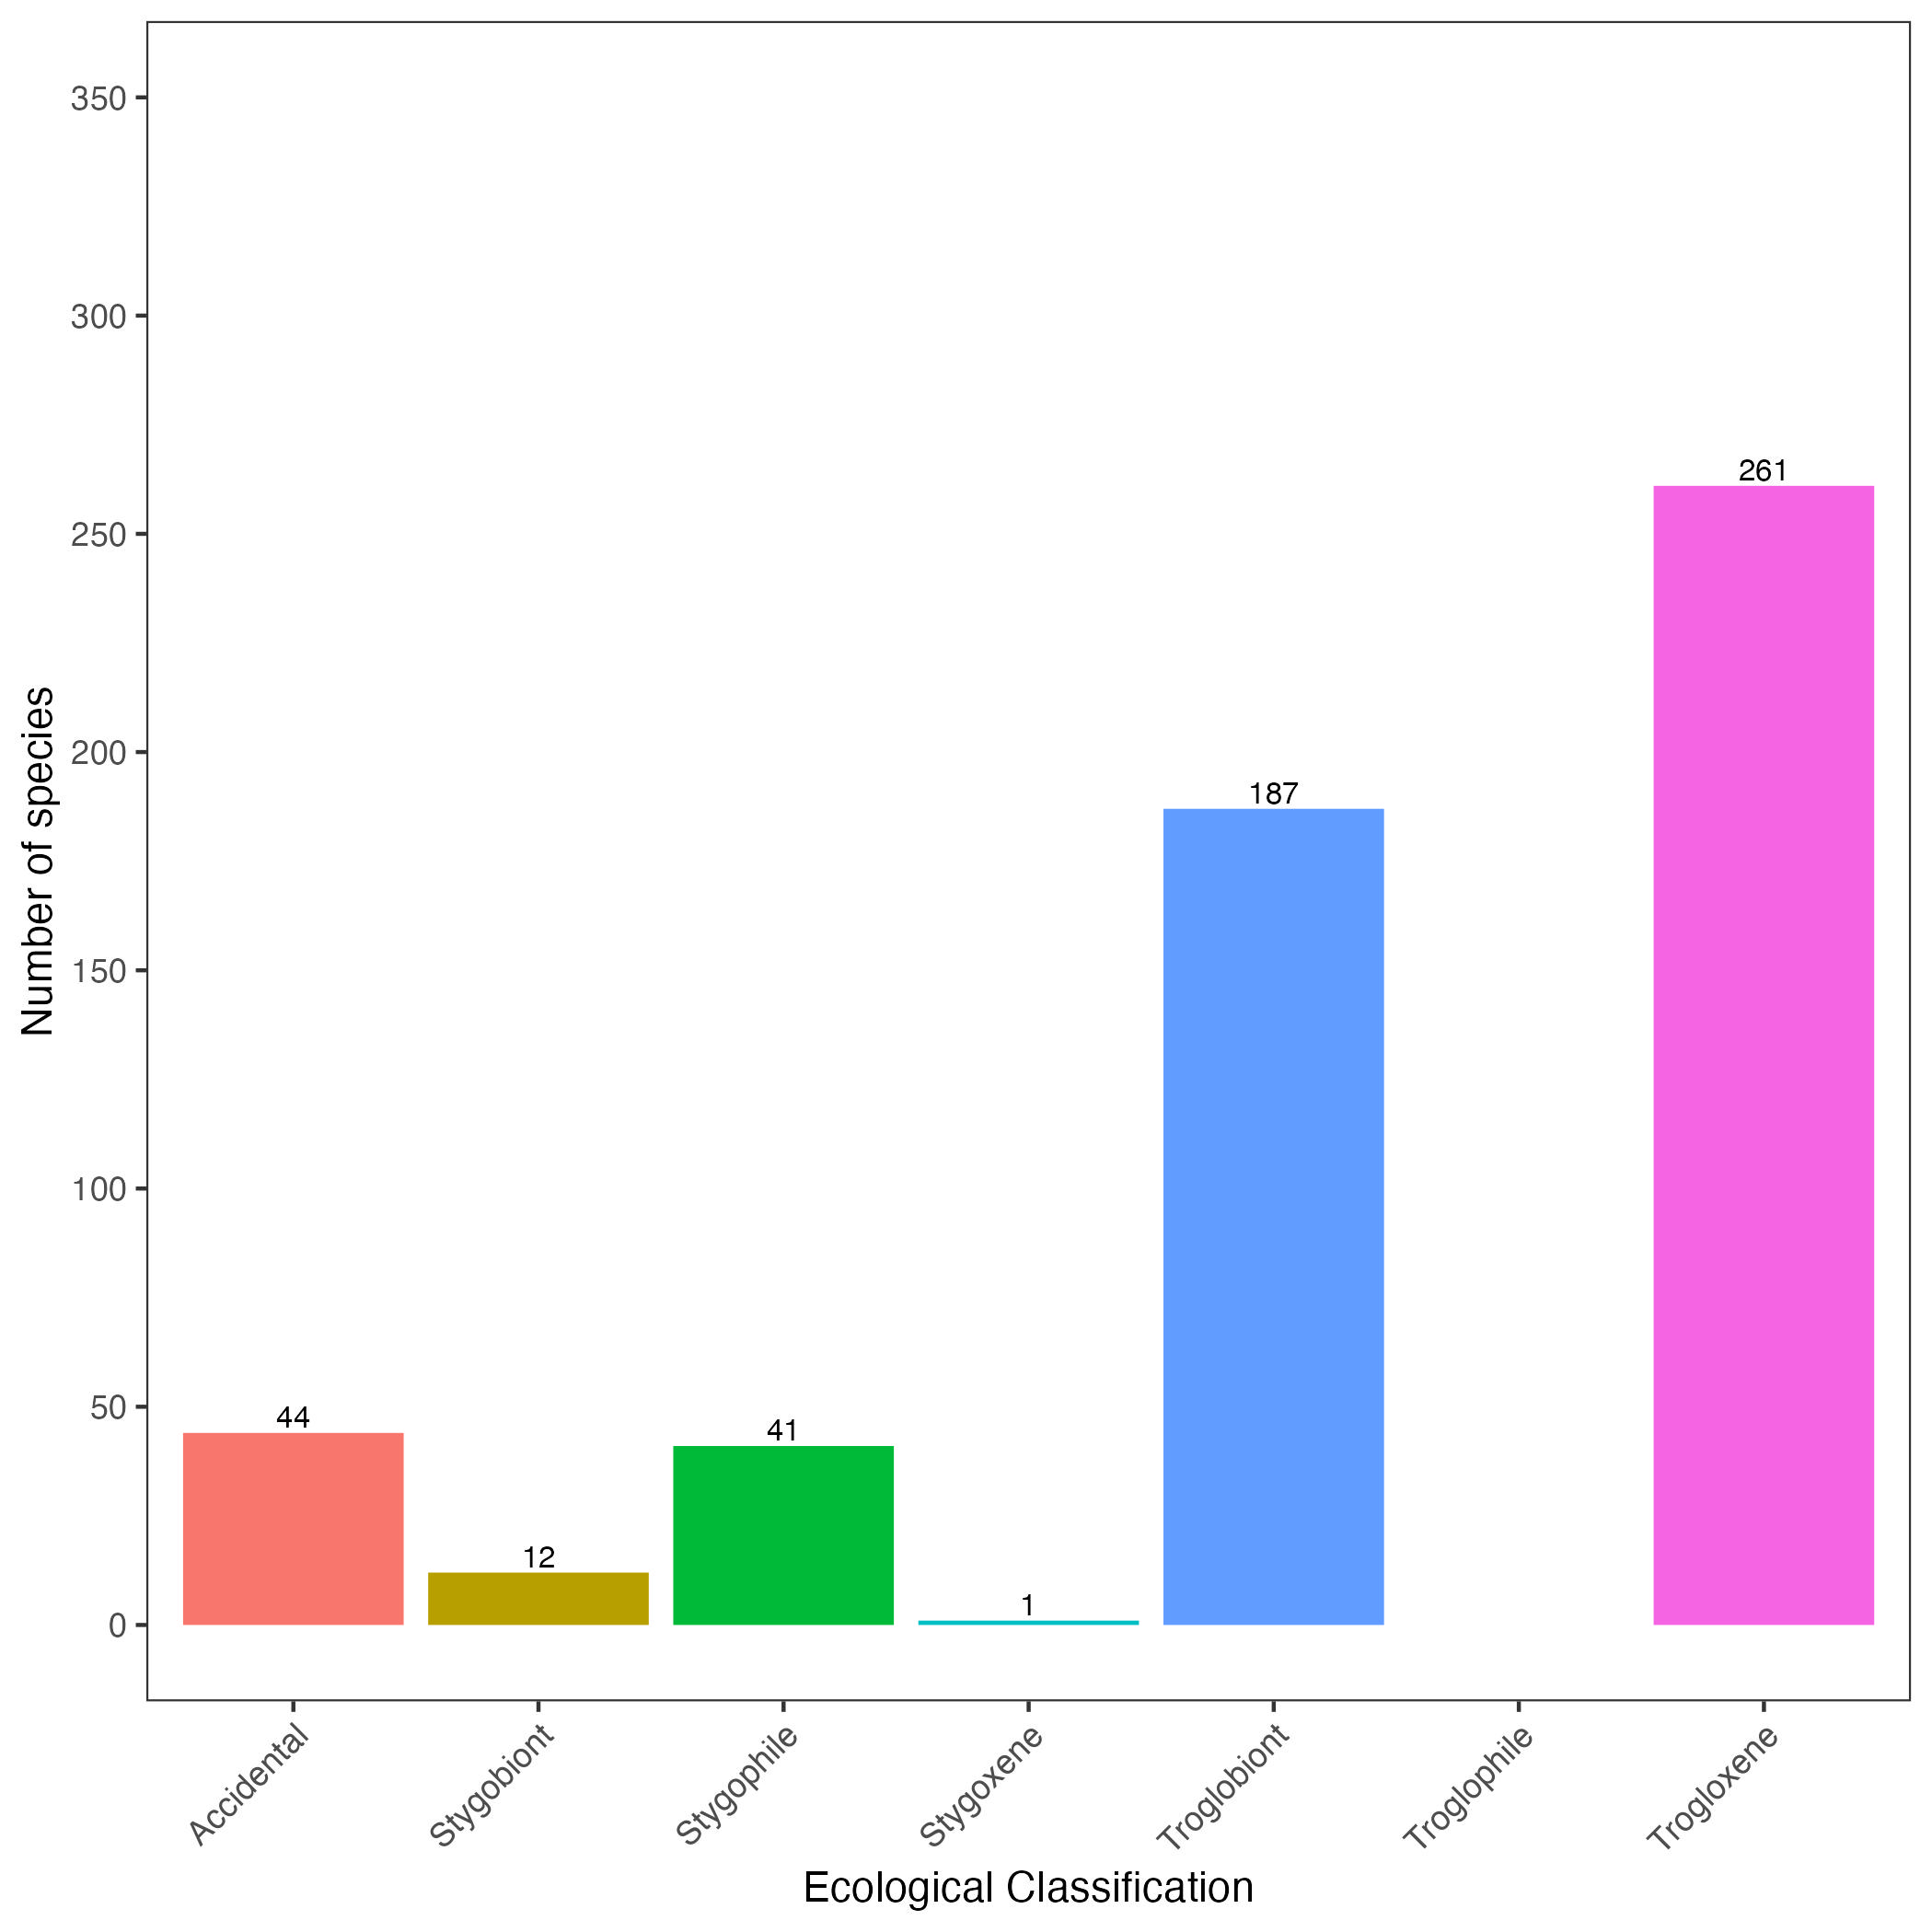 Number of species
350
300
250
200
150
100
50
0
44
12
41
1
187
261
Accidental
Stygobiont
Stygophile
Stygoxene
Troglobiont
Troglophile
Trogloxene
Ecological Classification